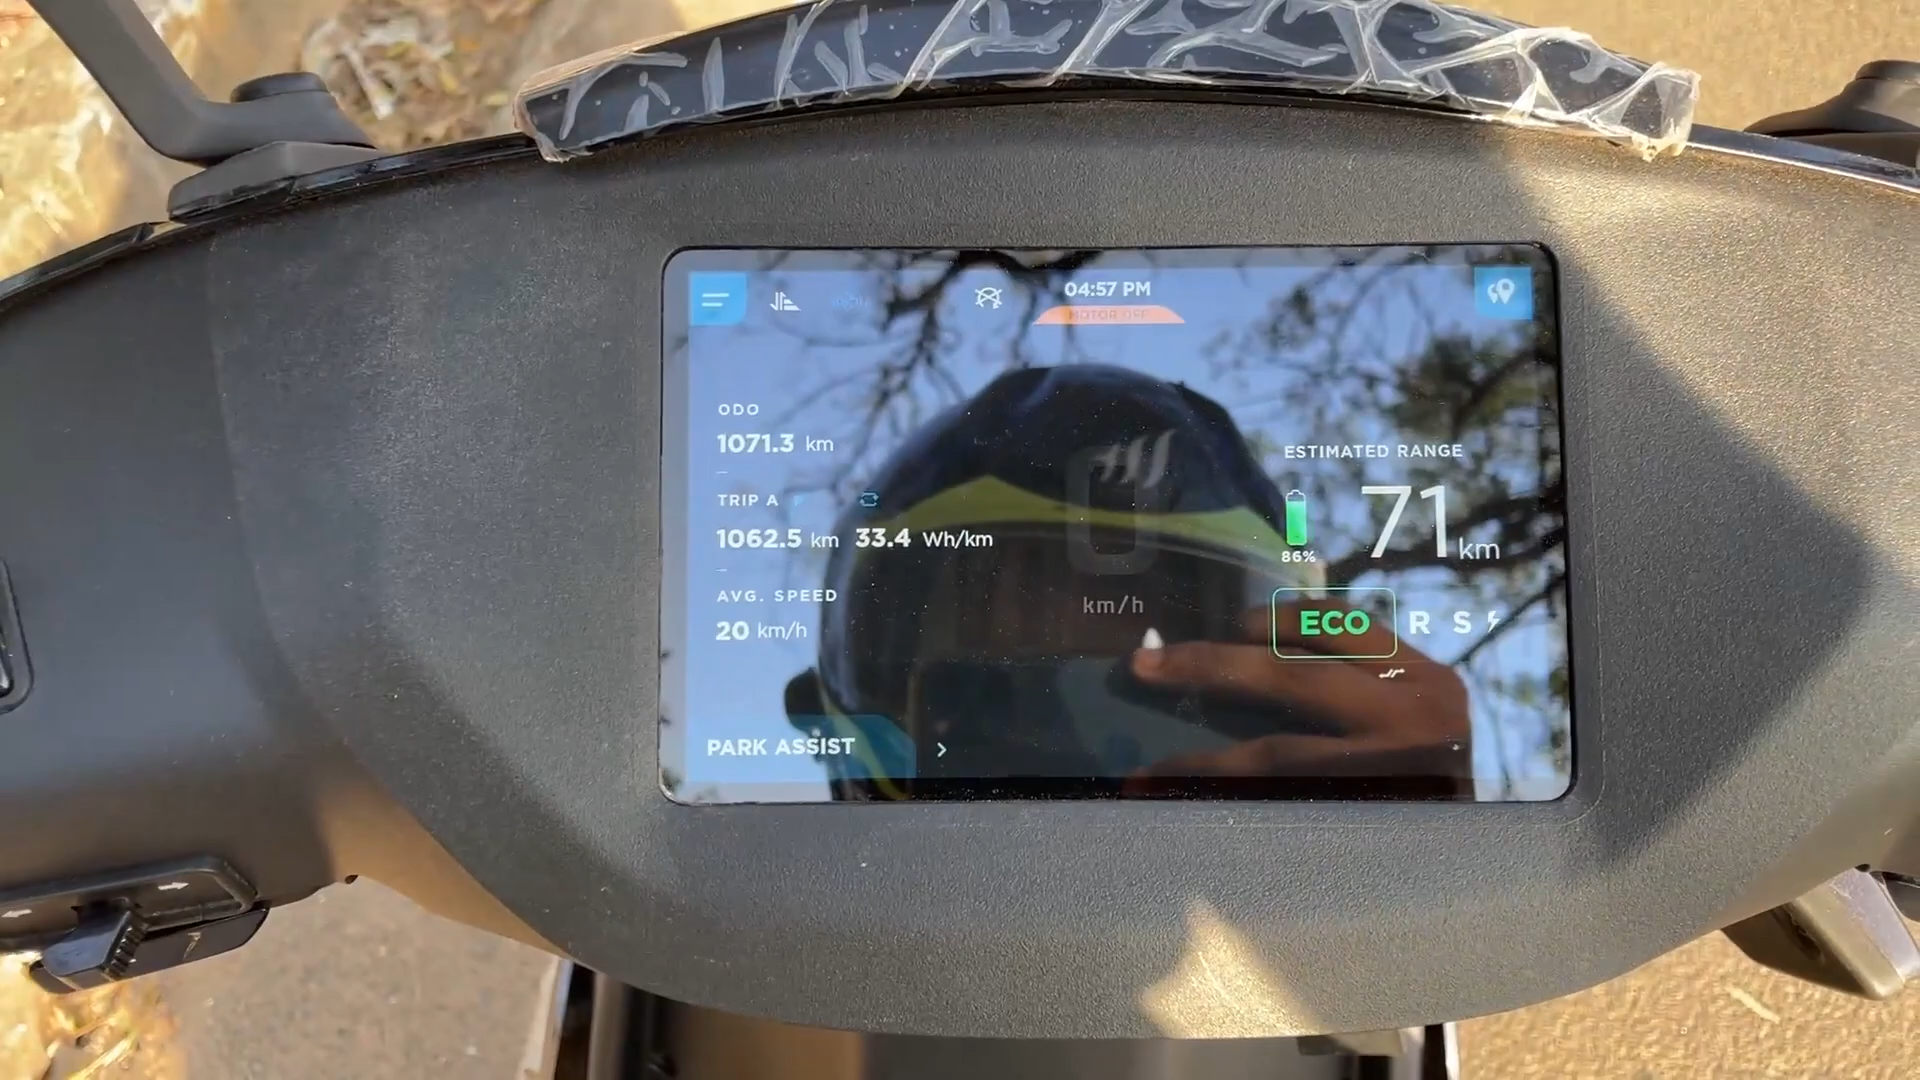 04:57 PM
MOTOR OFF
ODO
1071.3 km
TRIP A
1062.5 km 33.4 Wh/km
AVG. SPEED
20 km/h
PARK ASSIST
0
km/h
ESTIMATED RANGE
71 km
86%
ECO R S